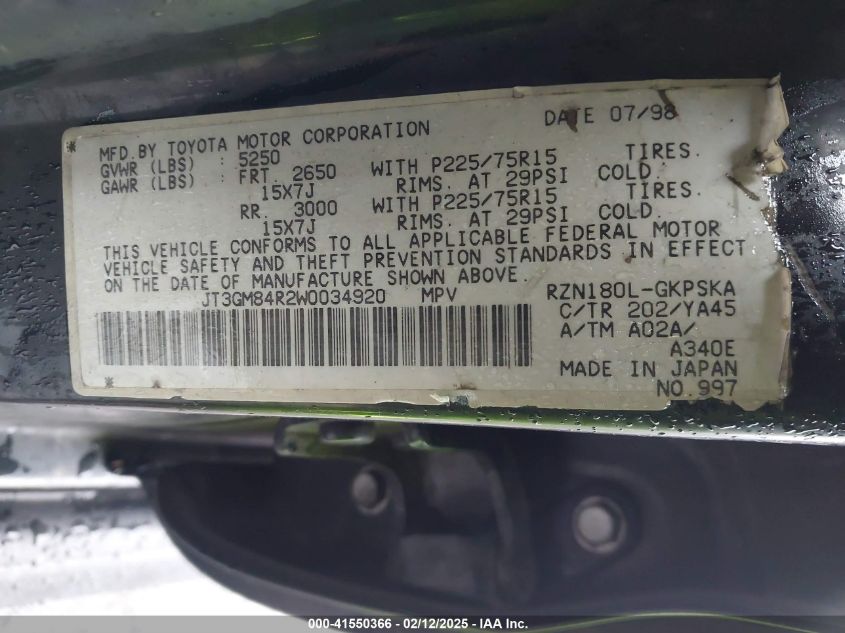 DATE 07/98
MFD. BY TOYOTA MOTOR CORPORATION
GVWR (LBS) : 5250
GAWR (LBS) : FRT. 2650 WITH P225/75R15 TIRES.
15X7J RIMS. AT 29PSI COLD.
RR. 3000 WITH P225/75R15 TIRES.
15X7J RIMS. AT 29PSI COLD.
THIS VEHICLE CONFORMS TO ALL APPLICABLE FEDERAL MOTOR
VEHICLE SAFETY AND THEFT PREVENTION STANDARDS IN EFFECT
ON THE DATE OF MANUFACTURE SHOWN ABOVE.
JT3GM84R2W0034920 MPV RZN180L-GKPSKA
C/TR 202/YA45
A/TM A02A/
A340E
MADE IN JAPAN
NO.997
000-41550366 - 02/12/2025 - IAA Inc.